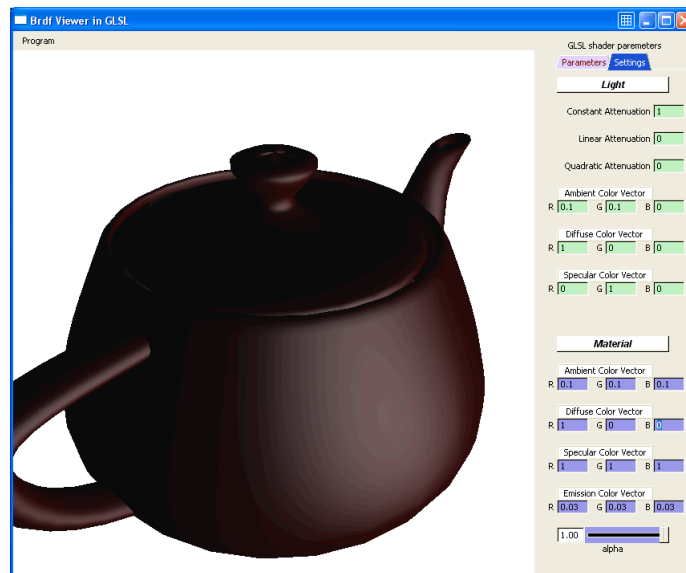 Brdf Viewer in GLSL
Program
GLSL shader paremeters
Parameters Settings
Light
Constant Attenuation 1
Linear Attenuation 0
Quadratic Attenuation 0
Ambient Color Vector
R 0.1 G 0.1 B 0
Diffuse Color Vector
R 1 G 0 B 0
Specular Color Vector
R 0 G 1 B 0
Material
Ambient Color Vector
R 0.1 G 0.1 B 0.1
Diffuse Color Vector
R 1 G 0 B 0
Specular Color Vector
R 1 G 1 B 1
Emission Color Vector
R 0.03 G 0.03 B 0.03
1.00
alpha